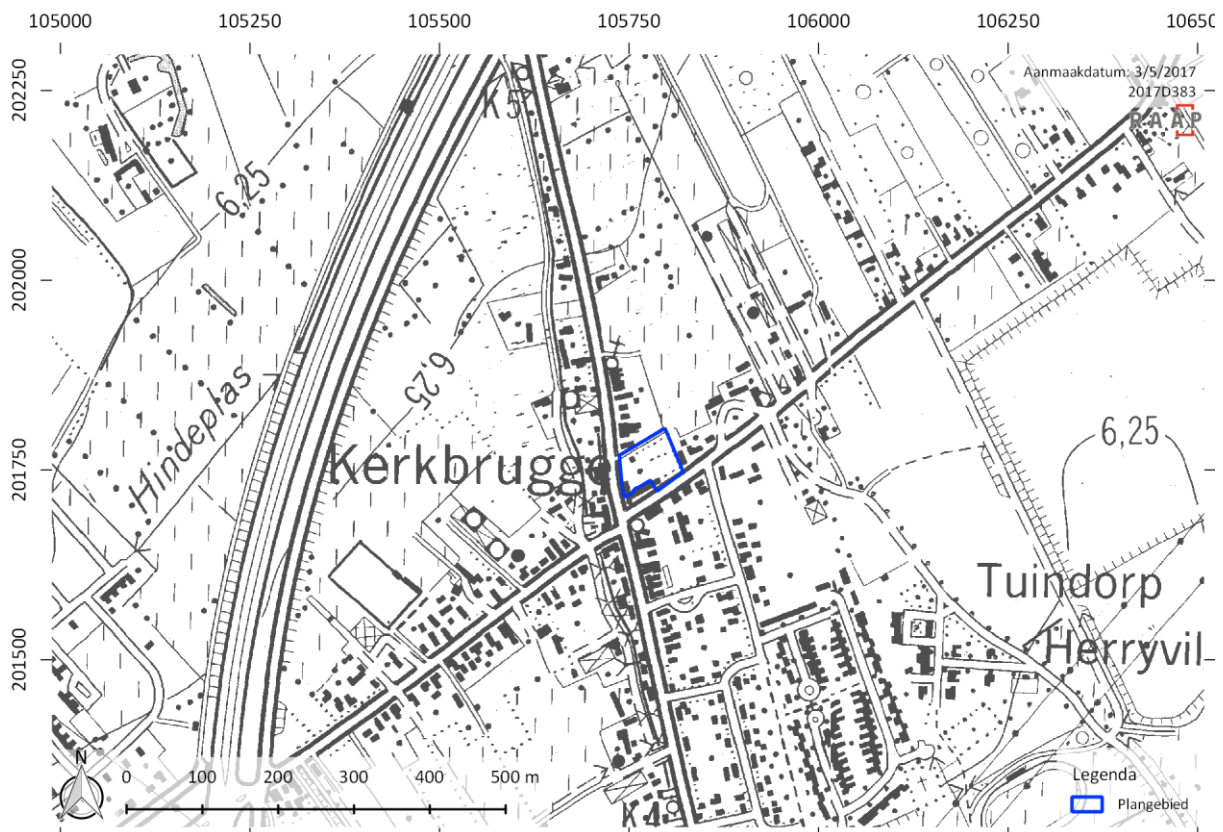 105000 105250 105500 105750 106000 106250 10650
202250
202000
201750
201500
Aanmaakdatum: 3/5/2017
2017D383
RAAP
K5
6,25
Hindeplas
6,25
Kerkbrugge
6,25
Tuindorp
Herryvil
K4
N
0 100 200 300 400 500 m
Legenda
Plangebied